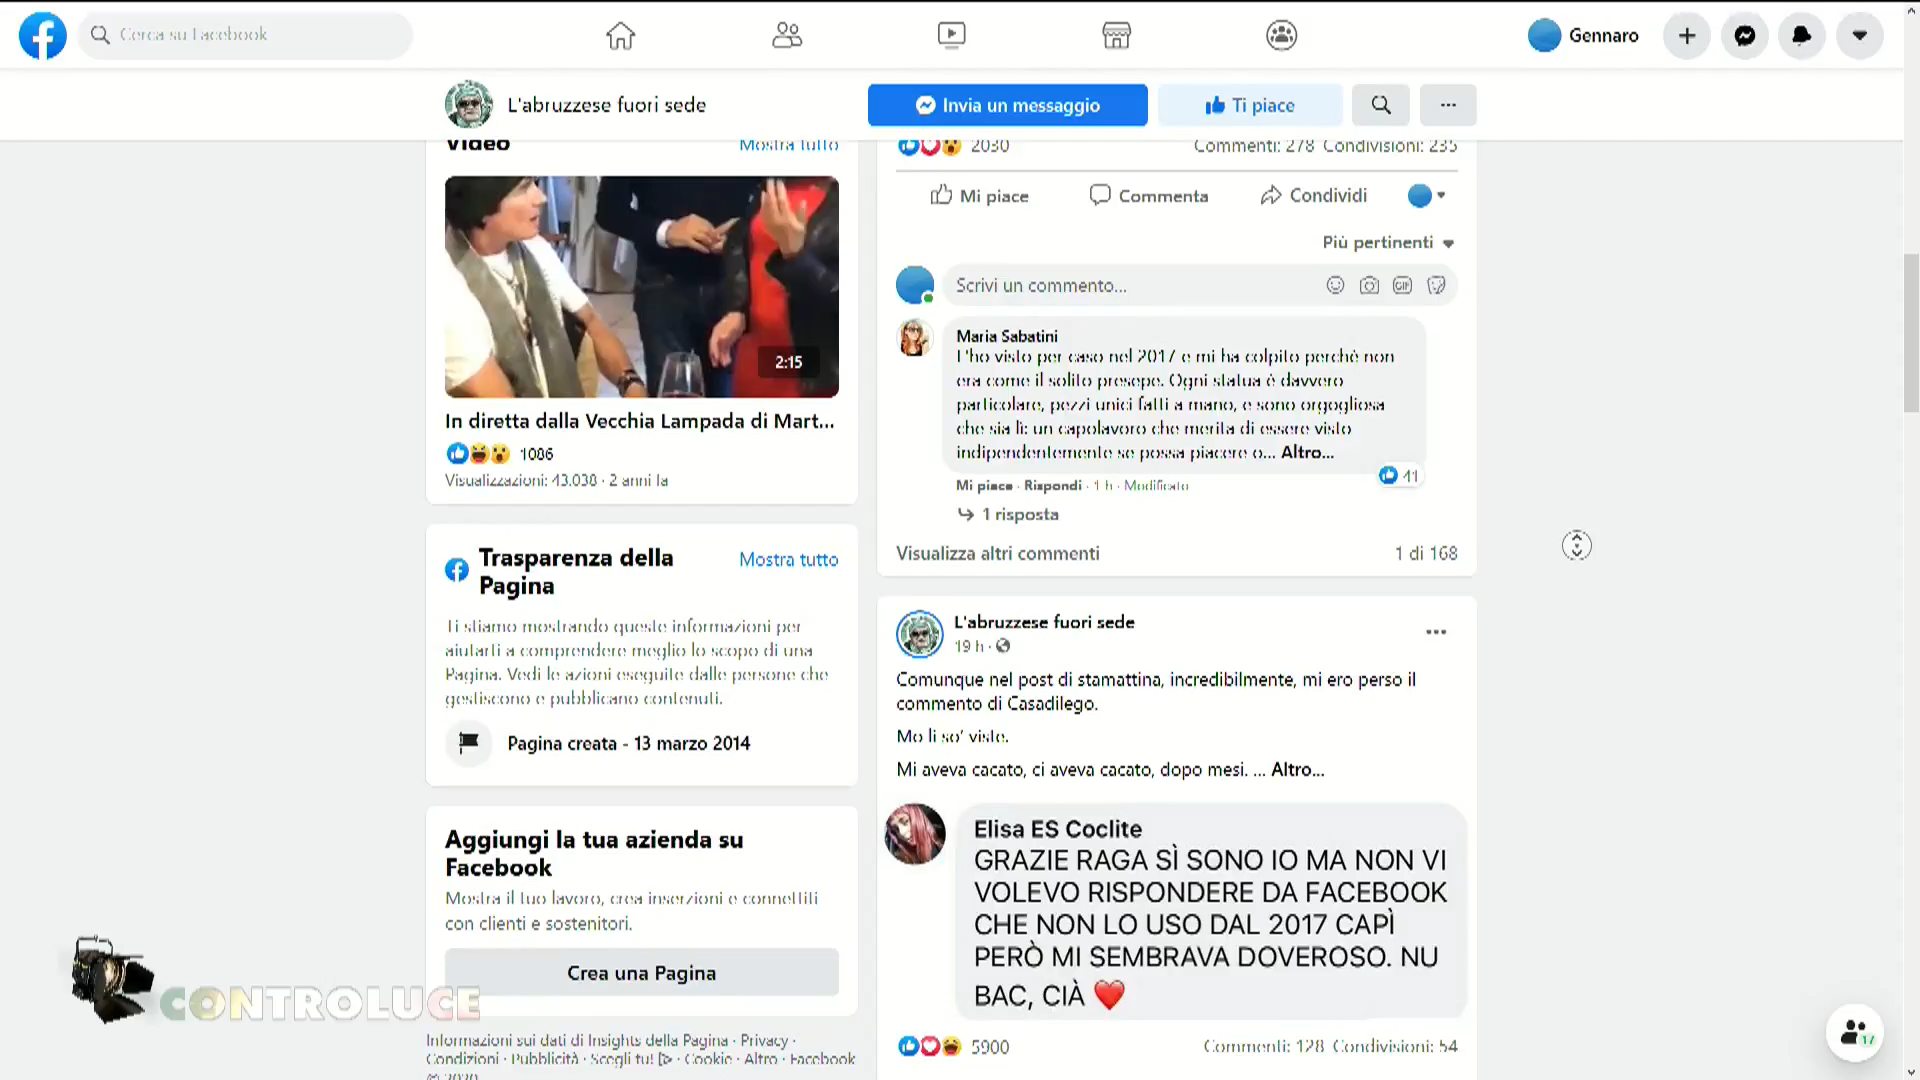 Cerca su Facebook
Gennaro
L'abruzzese fuori sede
Invia un messaggio
Ti piace
Video
Mostra tutto
2:15
In diretta dalla Vecchia Lampada di Mart...
1086
Visualizzazioni: 43.038 · 2 anni fa
Trasparenza della
Pagina
Mostra tutto
Ti stiamo mostrando queste informazioni per
aiutarti a comprendere meglio lo scopo di una
Pagina. Vedi le azioni eseguite dalle persone che
gestiscono e pubblicano contenuti.
Pagina creata - 13 marzo 2014
Aggiungi la tua azienda su
Facebook
Mostra il tuo lavoro, crea inserzioni e connettiti
con clienti e sostenitori.
Crea una Pagina
Informazioni sui dati di Insights della Pagina · Privacy ·
Condizioni · Pubblicità · Scegli tu! · Cookie · Altro · Facebook
© 2020
2030
Commenti: 278 Condivisioni: 235
Mi piace
Commenta
Condividi
Più pertinenti
Scrivi un commento...
GIF
Maria Sabatini
L'ho visto per caso nel 2017 e mi ha colpito perchè non
era come il solito presepe. Ogni statua è davvero
particolare, pezzi unici fatti a mano, e sono orgogliosa
che sia lì: un capolavoro che merita di essere visto
indipendentemente se possa piacere o... Altro...
41
Mi piace · Rispondi · 1 h · Modificato
1 risposta
Visualizza altri commenti
1 di 168
L'abruzzese fuori sede
19 h ·
Comunque nel post di stamattina, incredibilmente, mi ero perso il
commento di Casadilego.
Mo li so' viste.
Mi aveva cacato, ci aveva cacato, dopo mesi. ... Altro...
Elisa ES Coclite
GRAZIE RAGA SÌ SONO IO MA NON VI
VOLEVO RISPONDERE DA FACEBOOK
CHE NON LO USO DAL 2017 CAPÌ
PERÒ MI SEMBRAVA DOVEROSO. NU
BAC, CIÀ ❤️
5900
Commenti: 128 Condivisioni: 54
17
CONTROLUCE